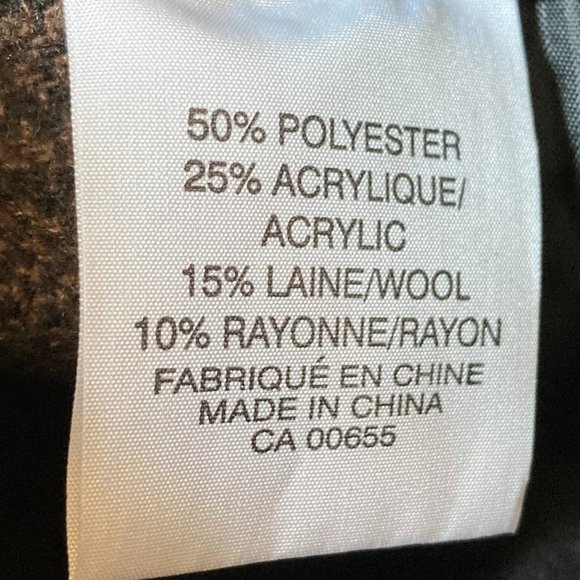 50% POLYESTER
25% ACRYLIQUE/
ACRYLIC
15% LAINE/WOOL
10% RAYONNE/RAYON
FABRIQUÉ EN CHINE
MADE IN CHINA
CA 00655